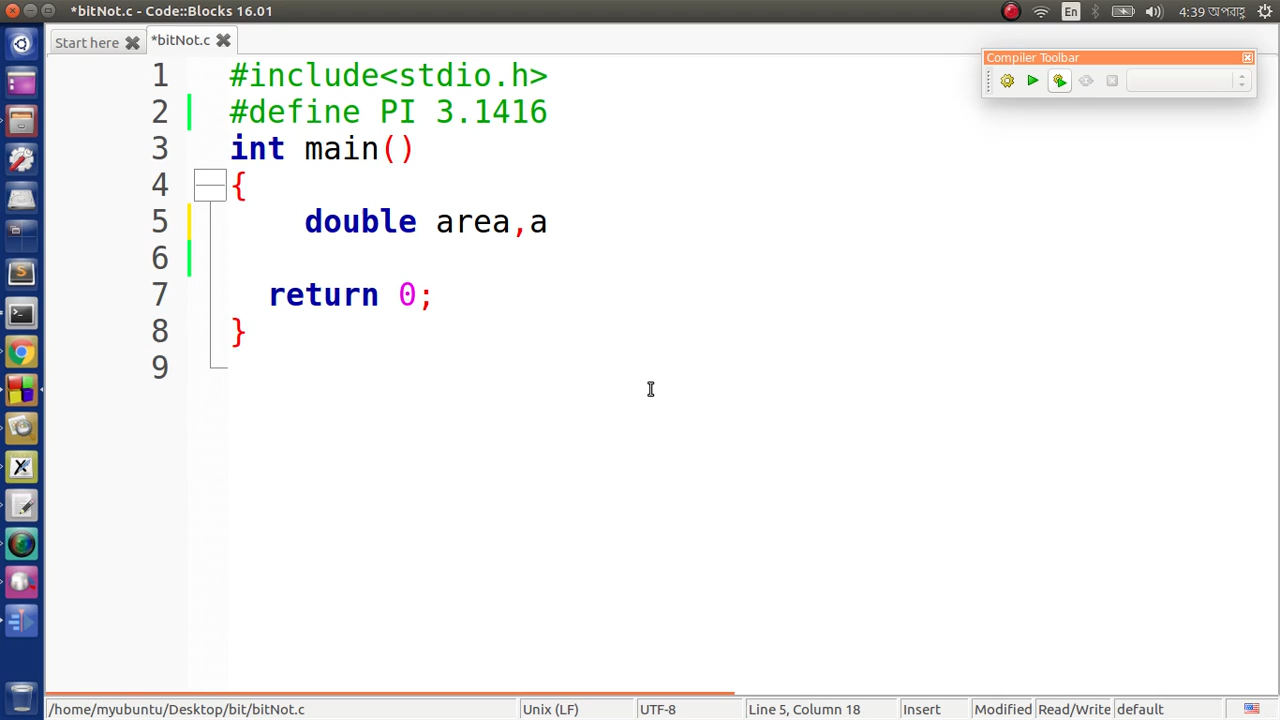 *bitNot.c - Code::Blocks 16.01
En
4:39 অপরাহ্ণ
Start here
*bitNot.c
Compiler Toolbar
1 #include<stdio.h>
2 #define PI 3.1416
3 int main()
4 {
5 double area,a
6
7 return 0;
8 }
9
/home/myubuntu/Desktop/bit/bitNot.c
Unix (LF)
UTF-8
Line 5, Column 18
Insert
Modified
Read/Write
default